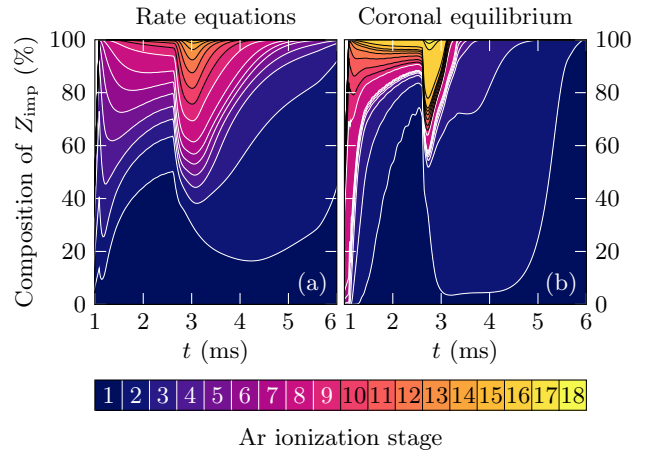 Rate equations
Coronal equilibrium
Composition of Z_imp (%)
100
80
60
40
20
0
(a)
(b)
100
80
60
40
20
0
1 2 3 4 5 6
1 2 3 4 5 6
t (ms)
t (ms)
1 2 3 4 5 6 7 8 9 10 11 12 13 14 15 16 17 18
Ar ionization stage